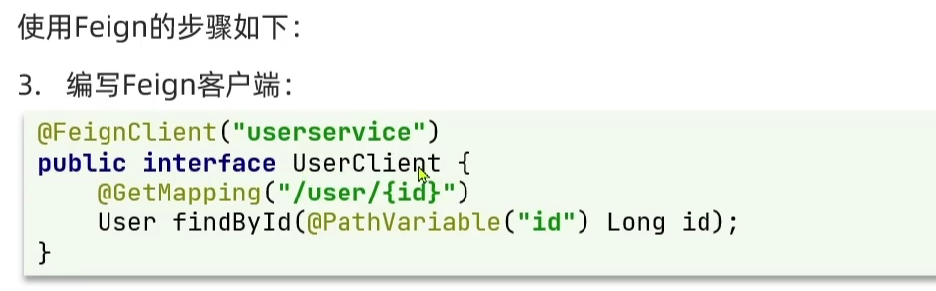 使用Feign的步骤如下：
3. 编写Feign客户端：
@FeignClient("userservice")
public interface UserClient {
    @GetMapping("/user/{id}")
    User findById(@PathVariable("id") Long id);
}